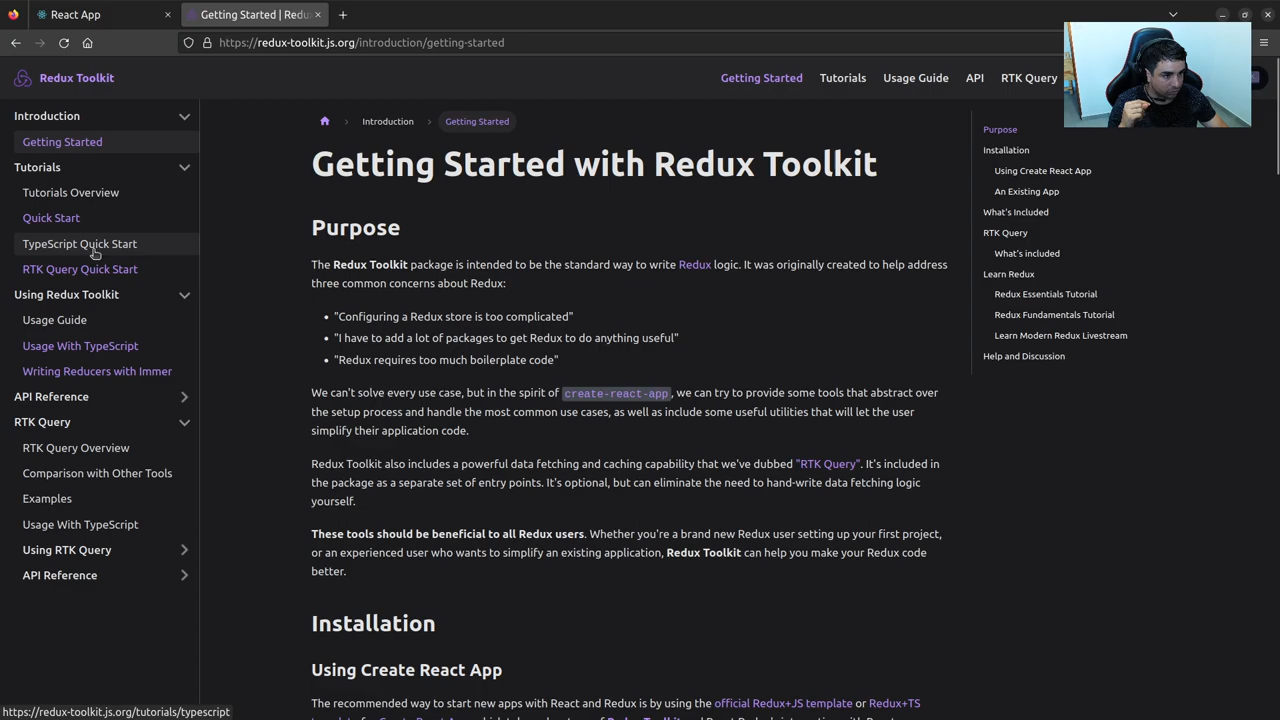 React App
Getting Started | Redu
https://redux-toolkit.js.org/introduction/getting-started
Redux Toolkit
Getting Started
Tutorials
Usage Guide
API
RTK Query
Introduction
Getting Started
Tutorials
Tutorials Overview
Quick Start
TypeScript Quick Start
RTK Query Quick Start
Using Redux Toolkit
Usage Guide
Usage With TypeScript
Writing Reducers with Immer
API Reference
RTK Query
RTK Query Overview
Comparison with Other Tools
Examples
Usage With TypeScript
Using RTK Query
API Reference
Introduction
Getting Started
Getting Started with Redux Toolkit
Purpose
The Redux Toolkit package is intended to be the standard way to write Redux logic. It was originally created to help address
three common concerns about Redux:
• "Configuring a Redux store is too complicated"
• "I have to add a lot of packages to get Redux to do anything useful"
• "Redux requires too much boilerplate code"
We can't solve every use case, but in the spirit of create-react-app, we can try to provide some tools that abstract over
the setup process and handle the most common use cases, as well as include some useful utilities that will let the user
simplify their application code.
Redux Toolkit also includes a powerful data fetching and caching capability that we've dubbed "RTK Query". It's included in
the package as a separate set of entry points. It's optional, but can eliminate the need to hand-write data fetching logic
yourself.
These tools should be beneficial to all Redux users. Whether you're a brand new Redux user setting up your first project,
or an experienced user who wants to simplify an existing application, Redux Toolkit can help you make your Redux code
better.
Installation
Using Create React App
The recommended way to start new apps with React and Redux is by using the official Redux+JS template or Redux+TS
Purpose
Installation
Using Create React App
An Existing App
What's Included
RTK Query
What's included
Learn Redux
Redux Essentials Tutorial
Redux Fundamentals Tutorial
Learn Modern Redux Livestream
Help and Discussion
https://redux-toolkit.js.org/tutorials/typescript